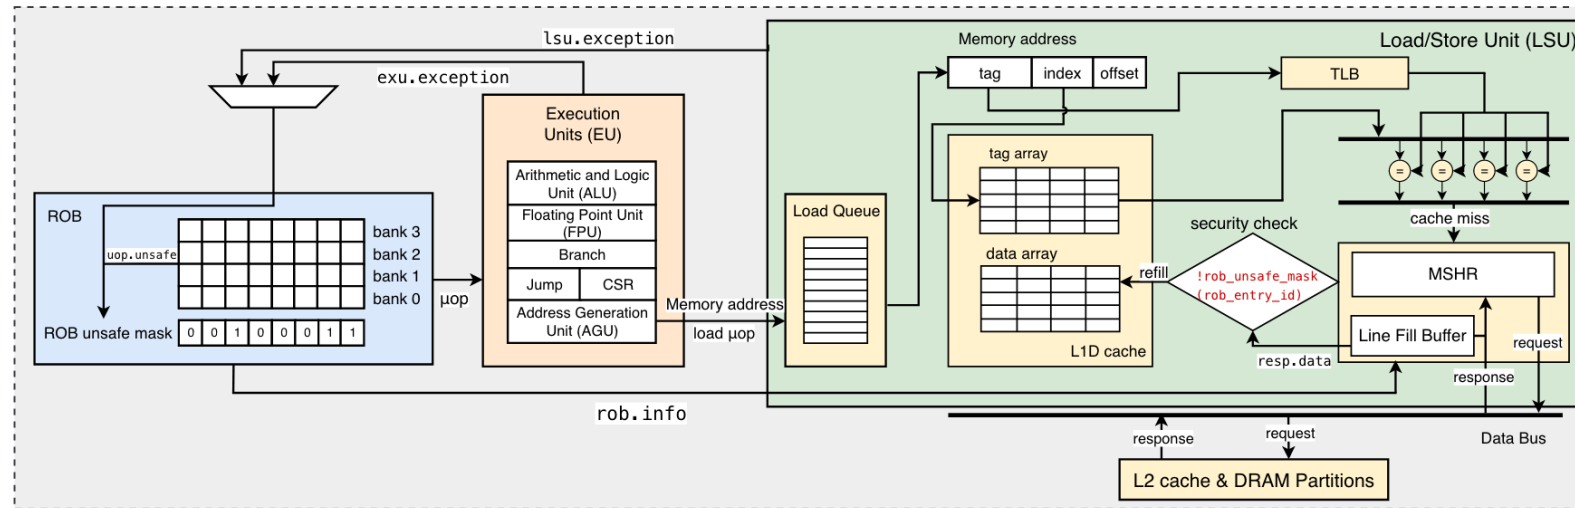 lsu.exception
exu.exception
ROB
uop.unsafe
bank 3
bank 2
bank 1
bank 0
ROB unsafe mask
0 0 1 0 0 0 1 1
μop
Execution
Units (EU)
Arithmetic and Logic
Unit (ALU)
Floating Point Unit
(FPU)
Branch
Jump
CSR
Address Generation
Unit (AGU)
Memory address
load μop
rob.info
Load/Store Unit (LSU)
Load Queue
Memory address
tag
index
offset
TLB
tag array
data array
L1D cache
= = = =
cache miss
security check
!rob_unsafe_mask
(rob_entry_id)
refill
MSHR
Line Fill Buffer
resp.data
request
response
Data Bus
response
request
L2 cache & DRAM Partitions